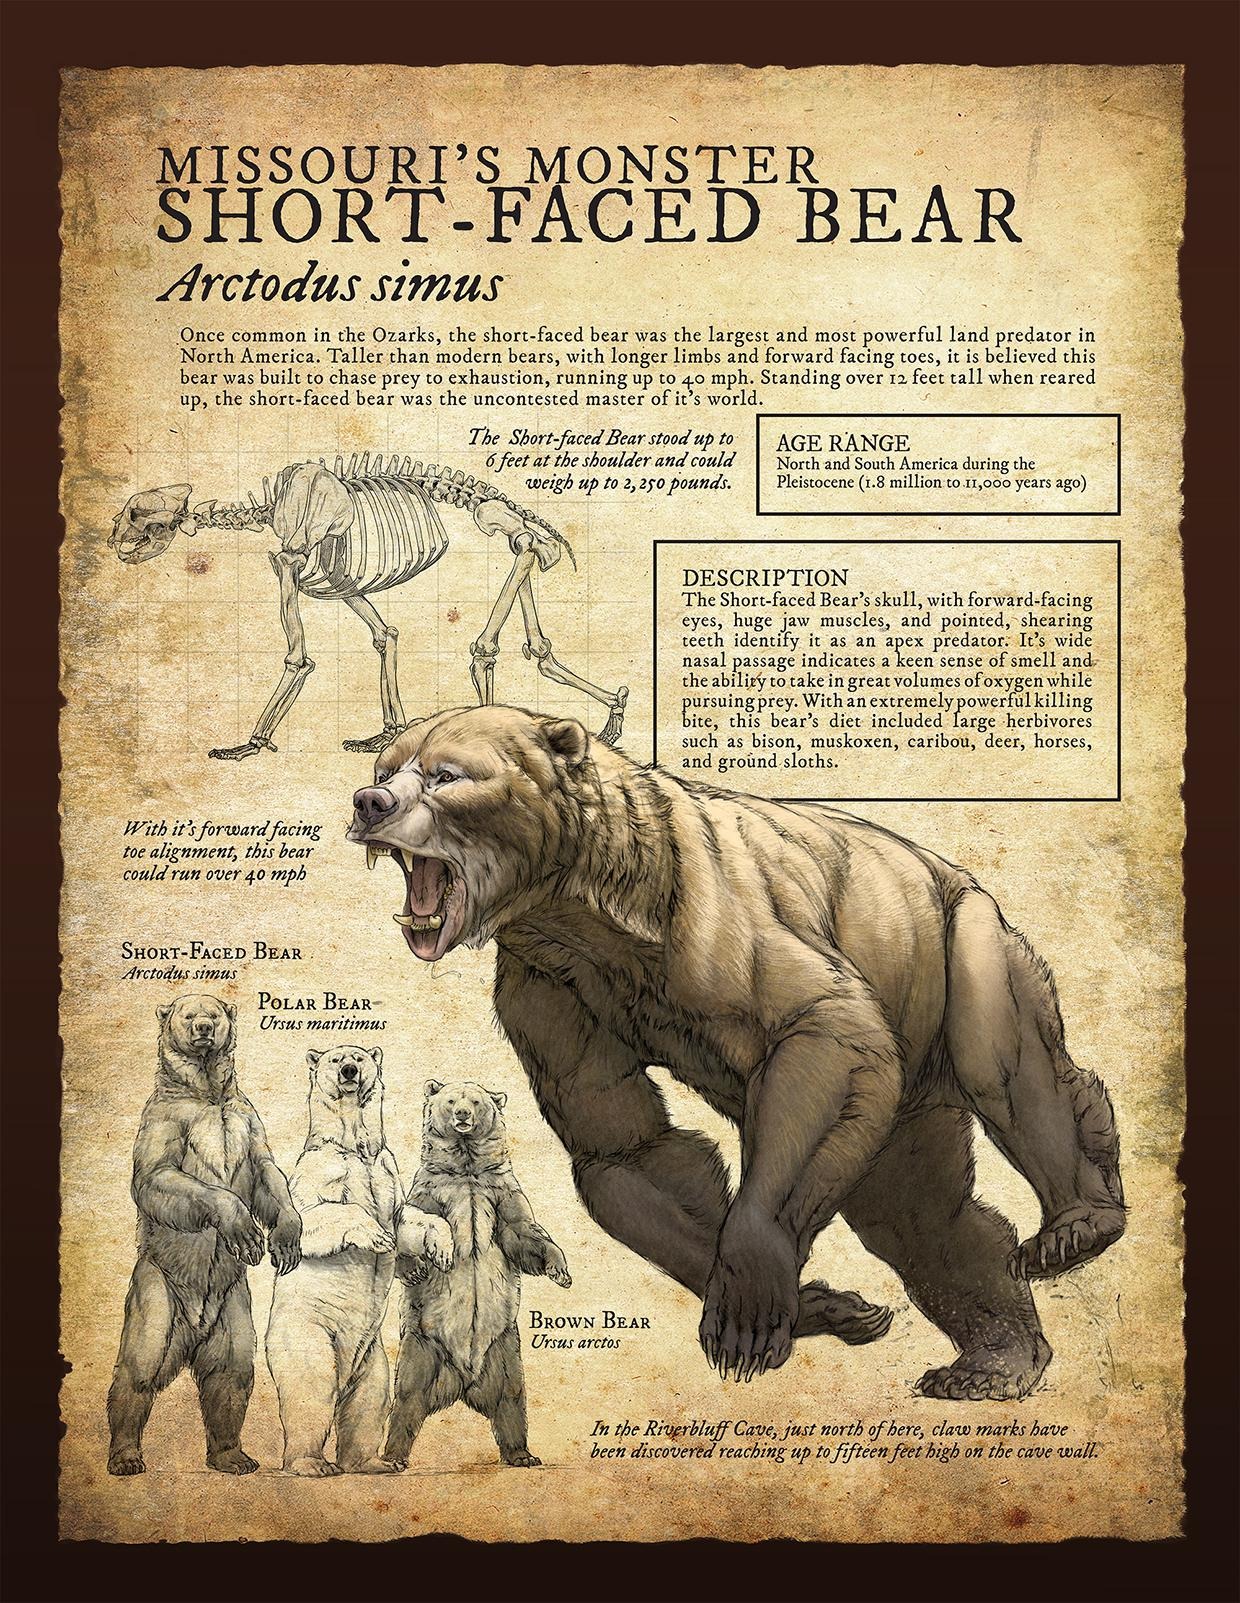 MISSOURI'S MONSTER
SHORT-FACED BEAR
Arctodus simus
Once common in the Ozarks, the short-faced bear was the largest and most powerful land predator in
North America. Taller than modern bears, with longer limbs and forward facing toes, it is believed this
bear was built to chase prey to exhaustion, running up to 40 mph. Standing over 12 feet tall when reared
up, the short-faced bear was the uncontested master of it's world.
The Short-faced Bear stood up to
6 feet at the shoulder and could
weigh up to 2,250 pounds.
AGE RANGE
North and South America during the
Pleistocene (1.8 million to 11,000 years ago)
DESCRIPTION
The Short-faced Bear's skull, with forward-facing
eyes, huge jaw muscles, and pointed, shearing
teeth identify it as an apex predator. It's wide
nasal passage indicates a keen sense of smell and
the ability to take in great volumes of oxygen while
pursuing prey. With an extremely powerful killing
bite, this bear's diet included large herbivores
such as bison, muskoxen, caribou, deer, horses,
and ground sloths.
With it's forward facing
toe alignment, this bear
could run over 40 mph
SHORT-FACED BEAR
Arctodus simus
POLAR BEAR
Ursus maritimus
BROWN BEAR
Ursus arctos
In the Riverbluff Cave, just north of here, claw marks have
been discovered reaching up to fifteen feet high on the cave wall.